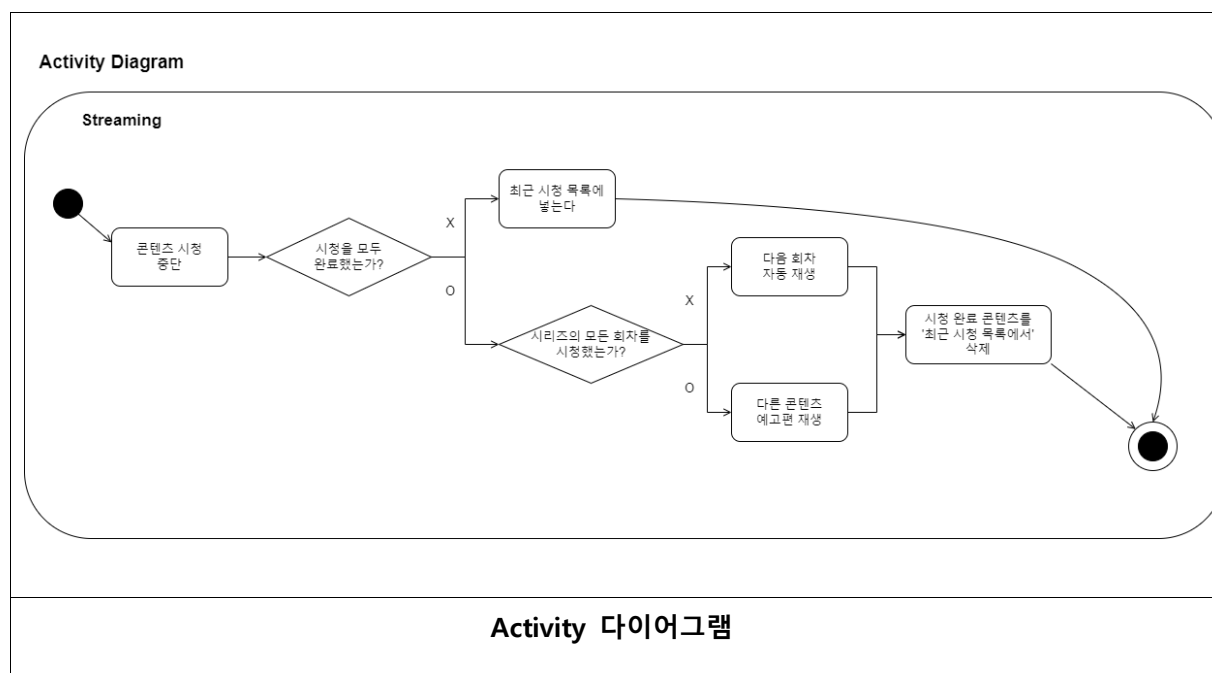 Activity Diagram
Streaming
최근 시청 목록에
넣는다
X
콘텐츠 시청
중단
시청을 모두
완료했는가?
O
다음 회차
자동 재생
X
시리즈의 모든 회차를
시청했는가?
O
시청 완료 콘텐츠를
'최근 시청 목록에서'
삭제
다른 콘텐츠
예고편 재생
Activity 다이어그램